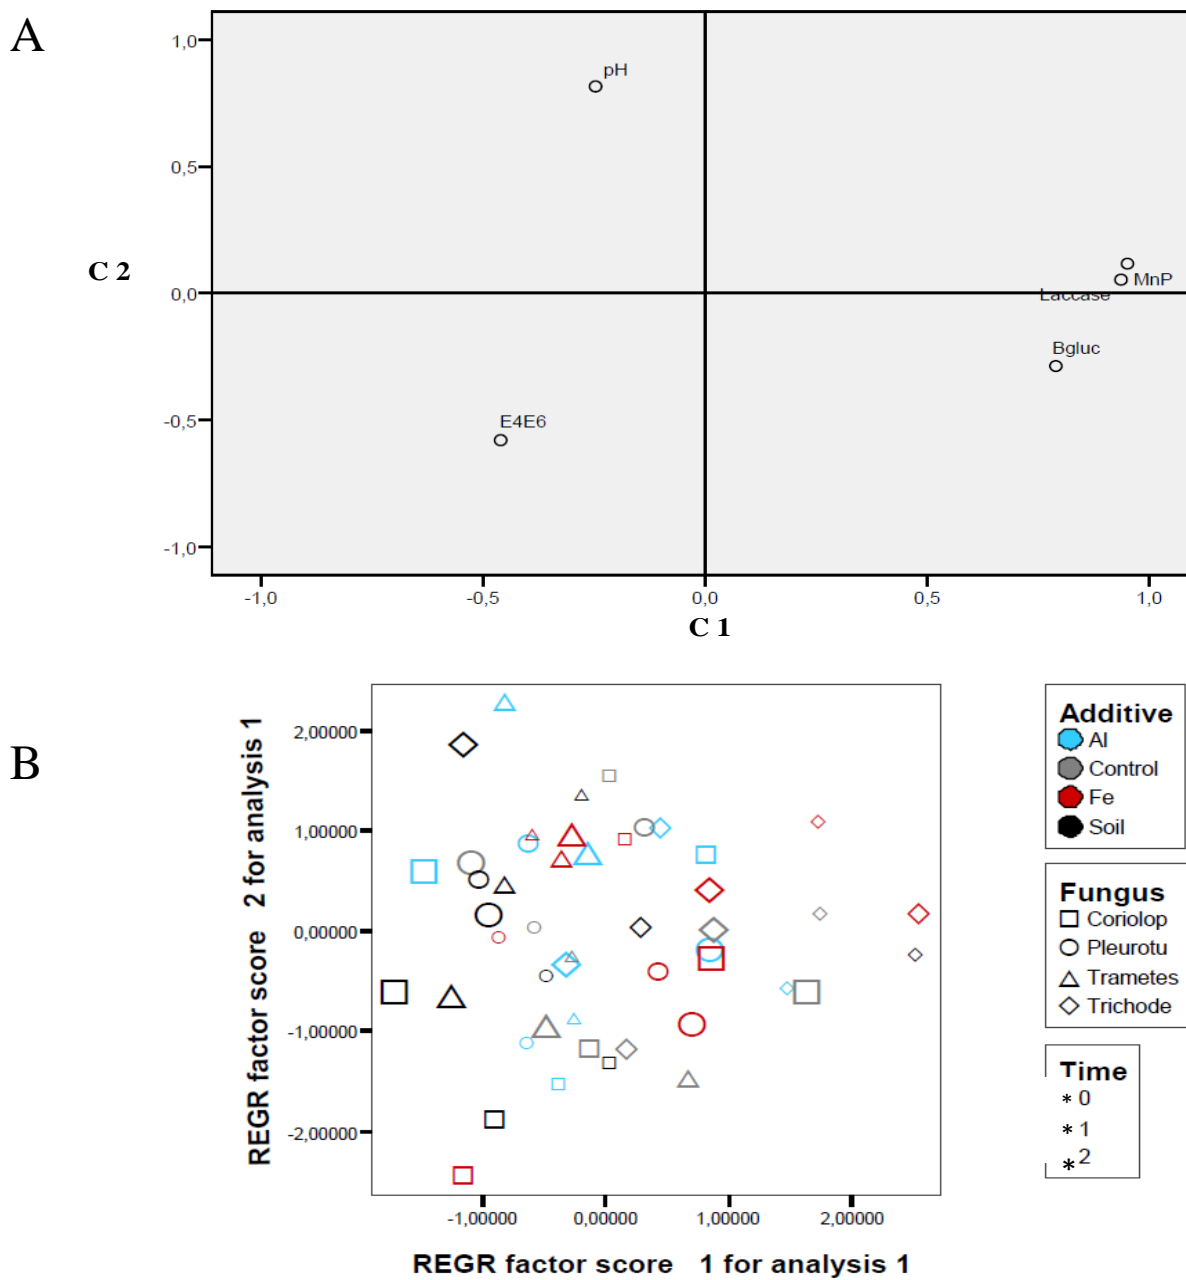 A
1,0
pH
0,5
C 2
0,0
MnP
Laccase
Bgluc
E4E6
-0,5
-1,0
-1,0
-0,5
0,0
0,5
1,0
C 1
B
REGR factor score 2 for analysis 1
2,00000
1,00000
0,00000
-1,00000
-2,00000
-1,00000
0,00000
1,00000
2,00000
REGR factor score 1 for analysis 1
Additive
Al
Control
Fe
Soil
Fungus
Coriolop
Pleurotu
Trametes
Trichode
Time
* 0
* 1
* 2